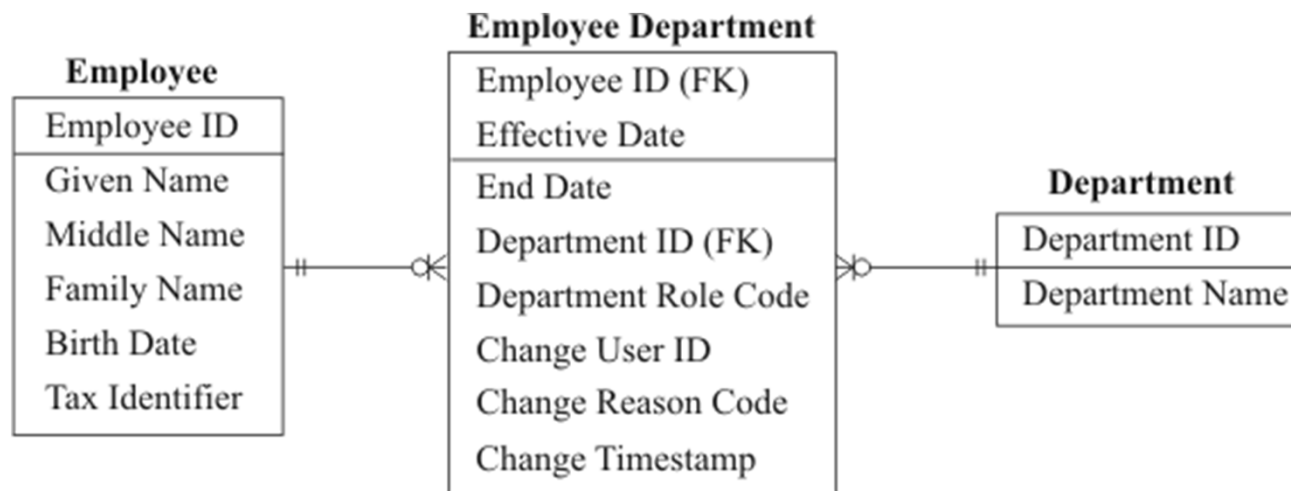 Employee
Employee ID
Given Name
Middle Name
Family Name
Birth Date
Tax Identifier
Employee Department
Employee ID (FK)
Effective Date
End Date
Department ID (FK)
Department Role Code
Change User ID
Change Reason Code
Change Timestamp
Department
Department ID
Department Name